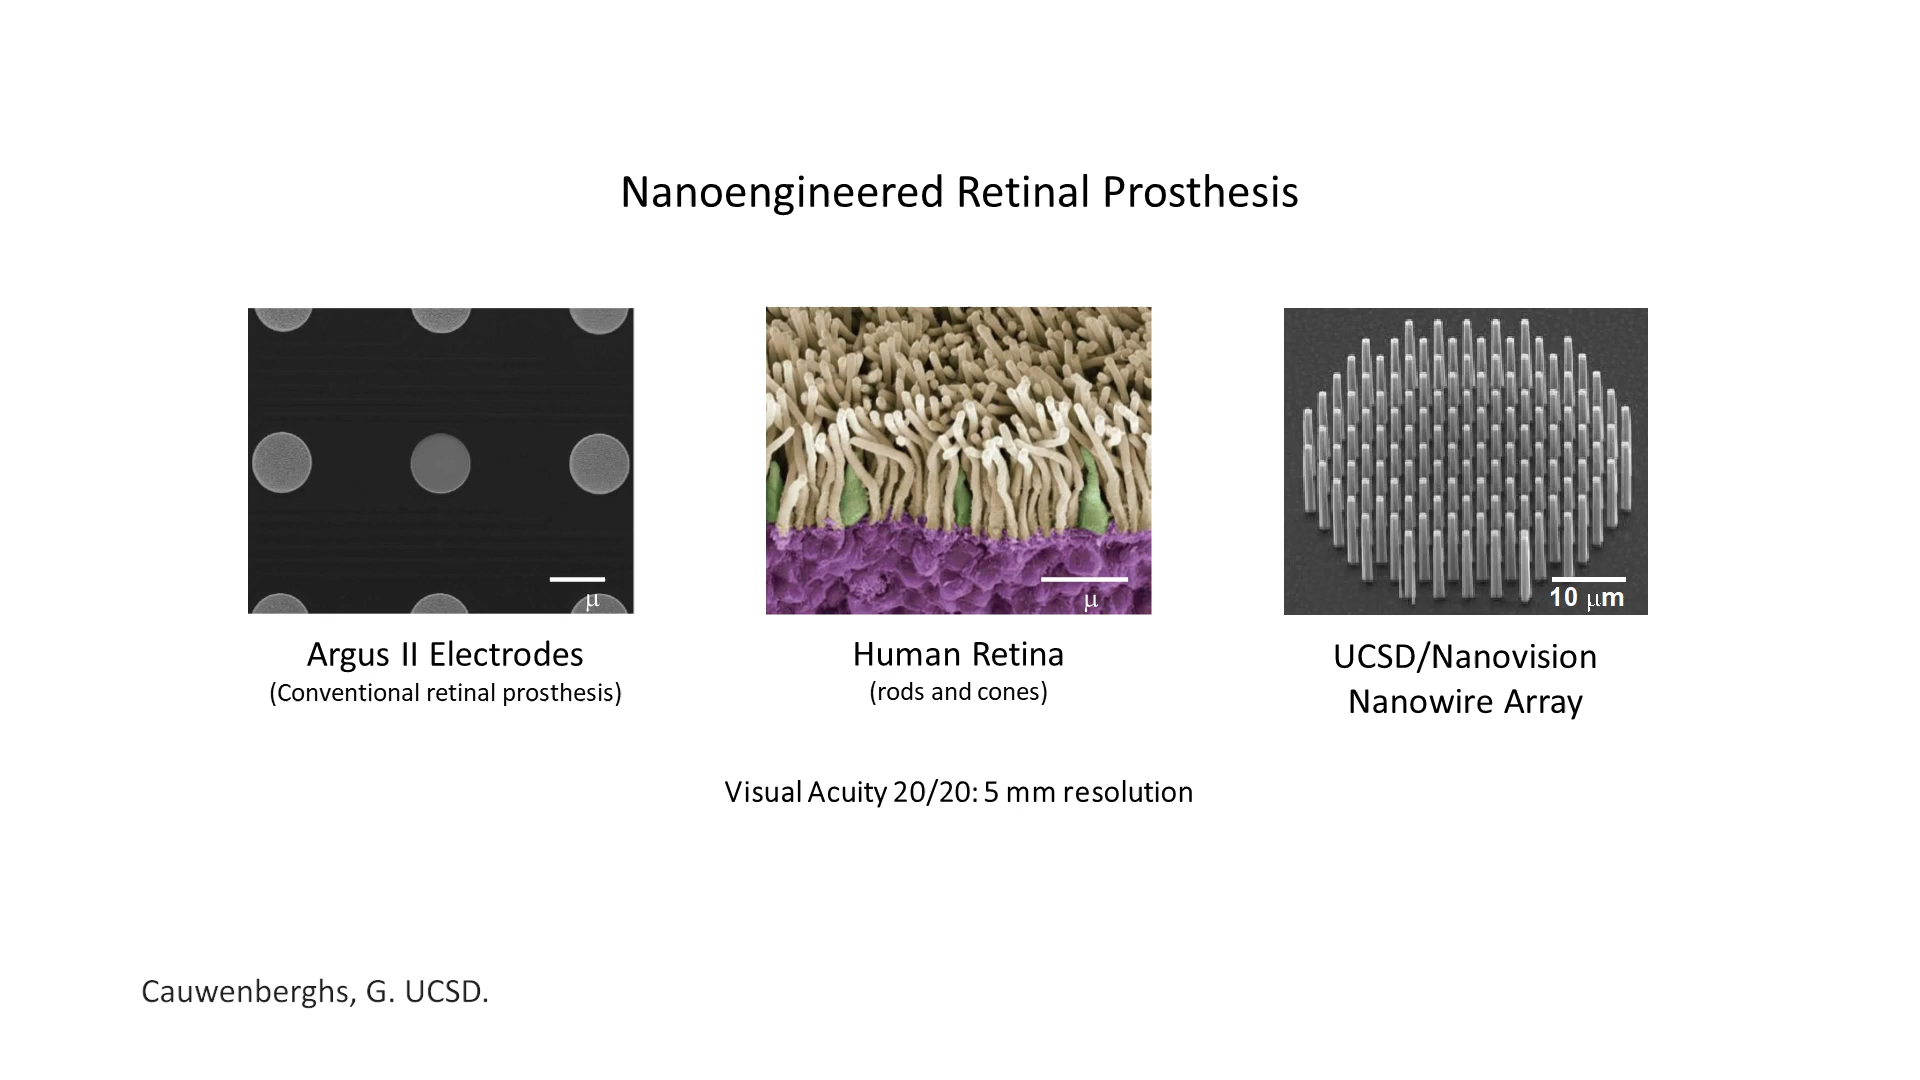 Nanoengineered Retinal Prosthesis
μ
μ
10 μm
Argus II Electrodes
(Conventional retinal prosthesis)
Human Retina
(rods and cones)
UCSD/Nanovision
Nanowire Array
Visual Acuity 20/20: 5 mm resolution
Cauwenberghs, G. UCSD.